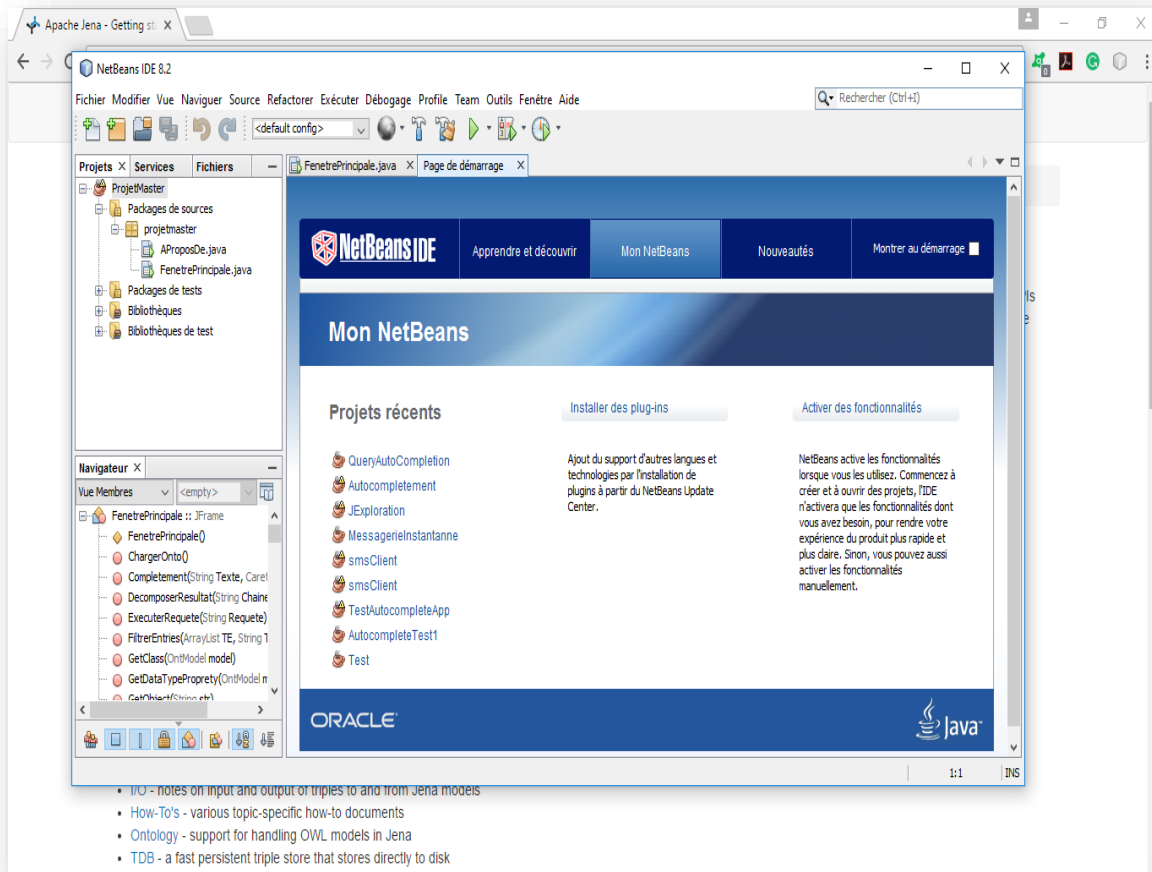 Apache Jena - Getting st
NetBeans IDE 8.2
Fichier Modifier Vue Naviguer Source Refactorer Exécuter Débogage Profile Team Outils Fenêtre Aide
Rechercher (Ctrl+I)
<default config>
Projets Services Fichiers
FenetrePrincipale.java Page de démarrage
ProjetMaster
Packages de sources
projetmaster
AProposDe.java
FenetrePrincipale.java
Packages de tests
Bibliothèques
Bibliothèques de test
NetBeans IDE
Apprendre et découvrir
Mon NetBeans
Nouveautés
Montrer au démarrage
Mon NetBeans
Projets récents
QueryAutoCompletion
Autocompletement
JExploration
MessagerieInstantanne
smsClient
smsClient
TestAutocompleteApp
AutocompleteTest1
Test
Installer des plug-ins
Ajout du support d'autres langues et
technologies par l'installation de
plugins à partir du NetBeans Update
Center.
Activer des fonctionnalités
NetBeans active les fonctionnalités
lorsque vous les utilisez. Commencez à
créer et à ouvrir des projets, l'IDE
n'activera que les fonctionnalités dont
vous avez besoin, pour rendre votre
expérience du produit plus rapide et
plus claire. Sinon, vous pouvez aussi
activer les fonctionnalités
manuellement.
Navigateur
Vue Membres <empty>
FenetrePrincipale :: JFrame
FenetrePrincipale()
ChargerOnto()
Completement(String Texte, Caret
DecomposerResultat(String Chaine
ExecuterRequete(String Requete)
FiltrerEntries(ArrayList TE, String T
GetClass(OntModel model)
GetDataTypeProprety(OntModel m
GetObject(String str)
ORACLE
Java
1:1 INS
I/O - notes on input and output of triples to and from Jena models
How-To's - various topic-specific how-to documents
Ontology - support for handling OWL models in Jena
TDB - a fast persistent triple store that stores directly to disk